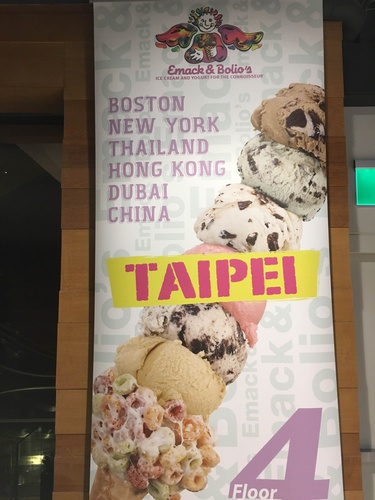 Emack & Bolio's
ICE CREAM AND YOGURT FOR THE CONNOISSEUR
BOSTON
NEW YORK
THAILAND
HONG KONG
DUBAI
CHINA
TAIPEI
4
Floor